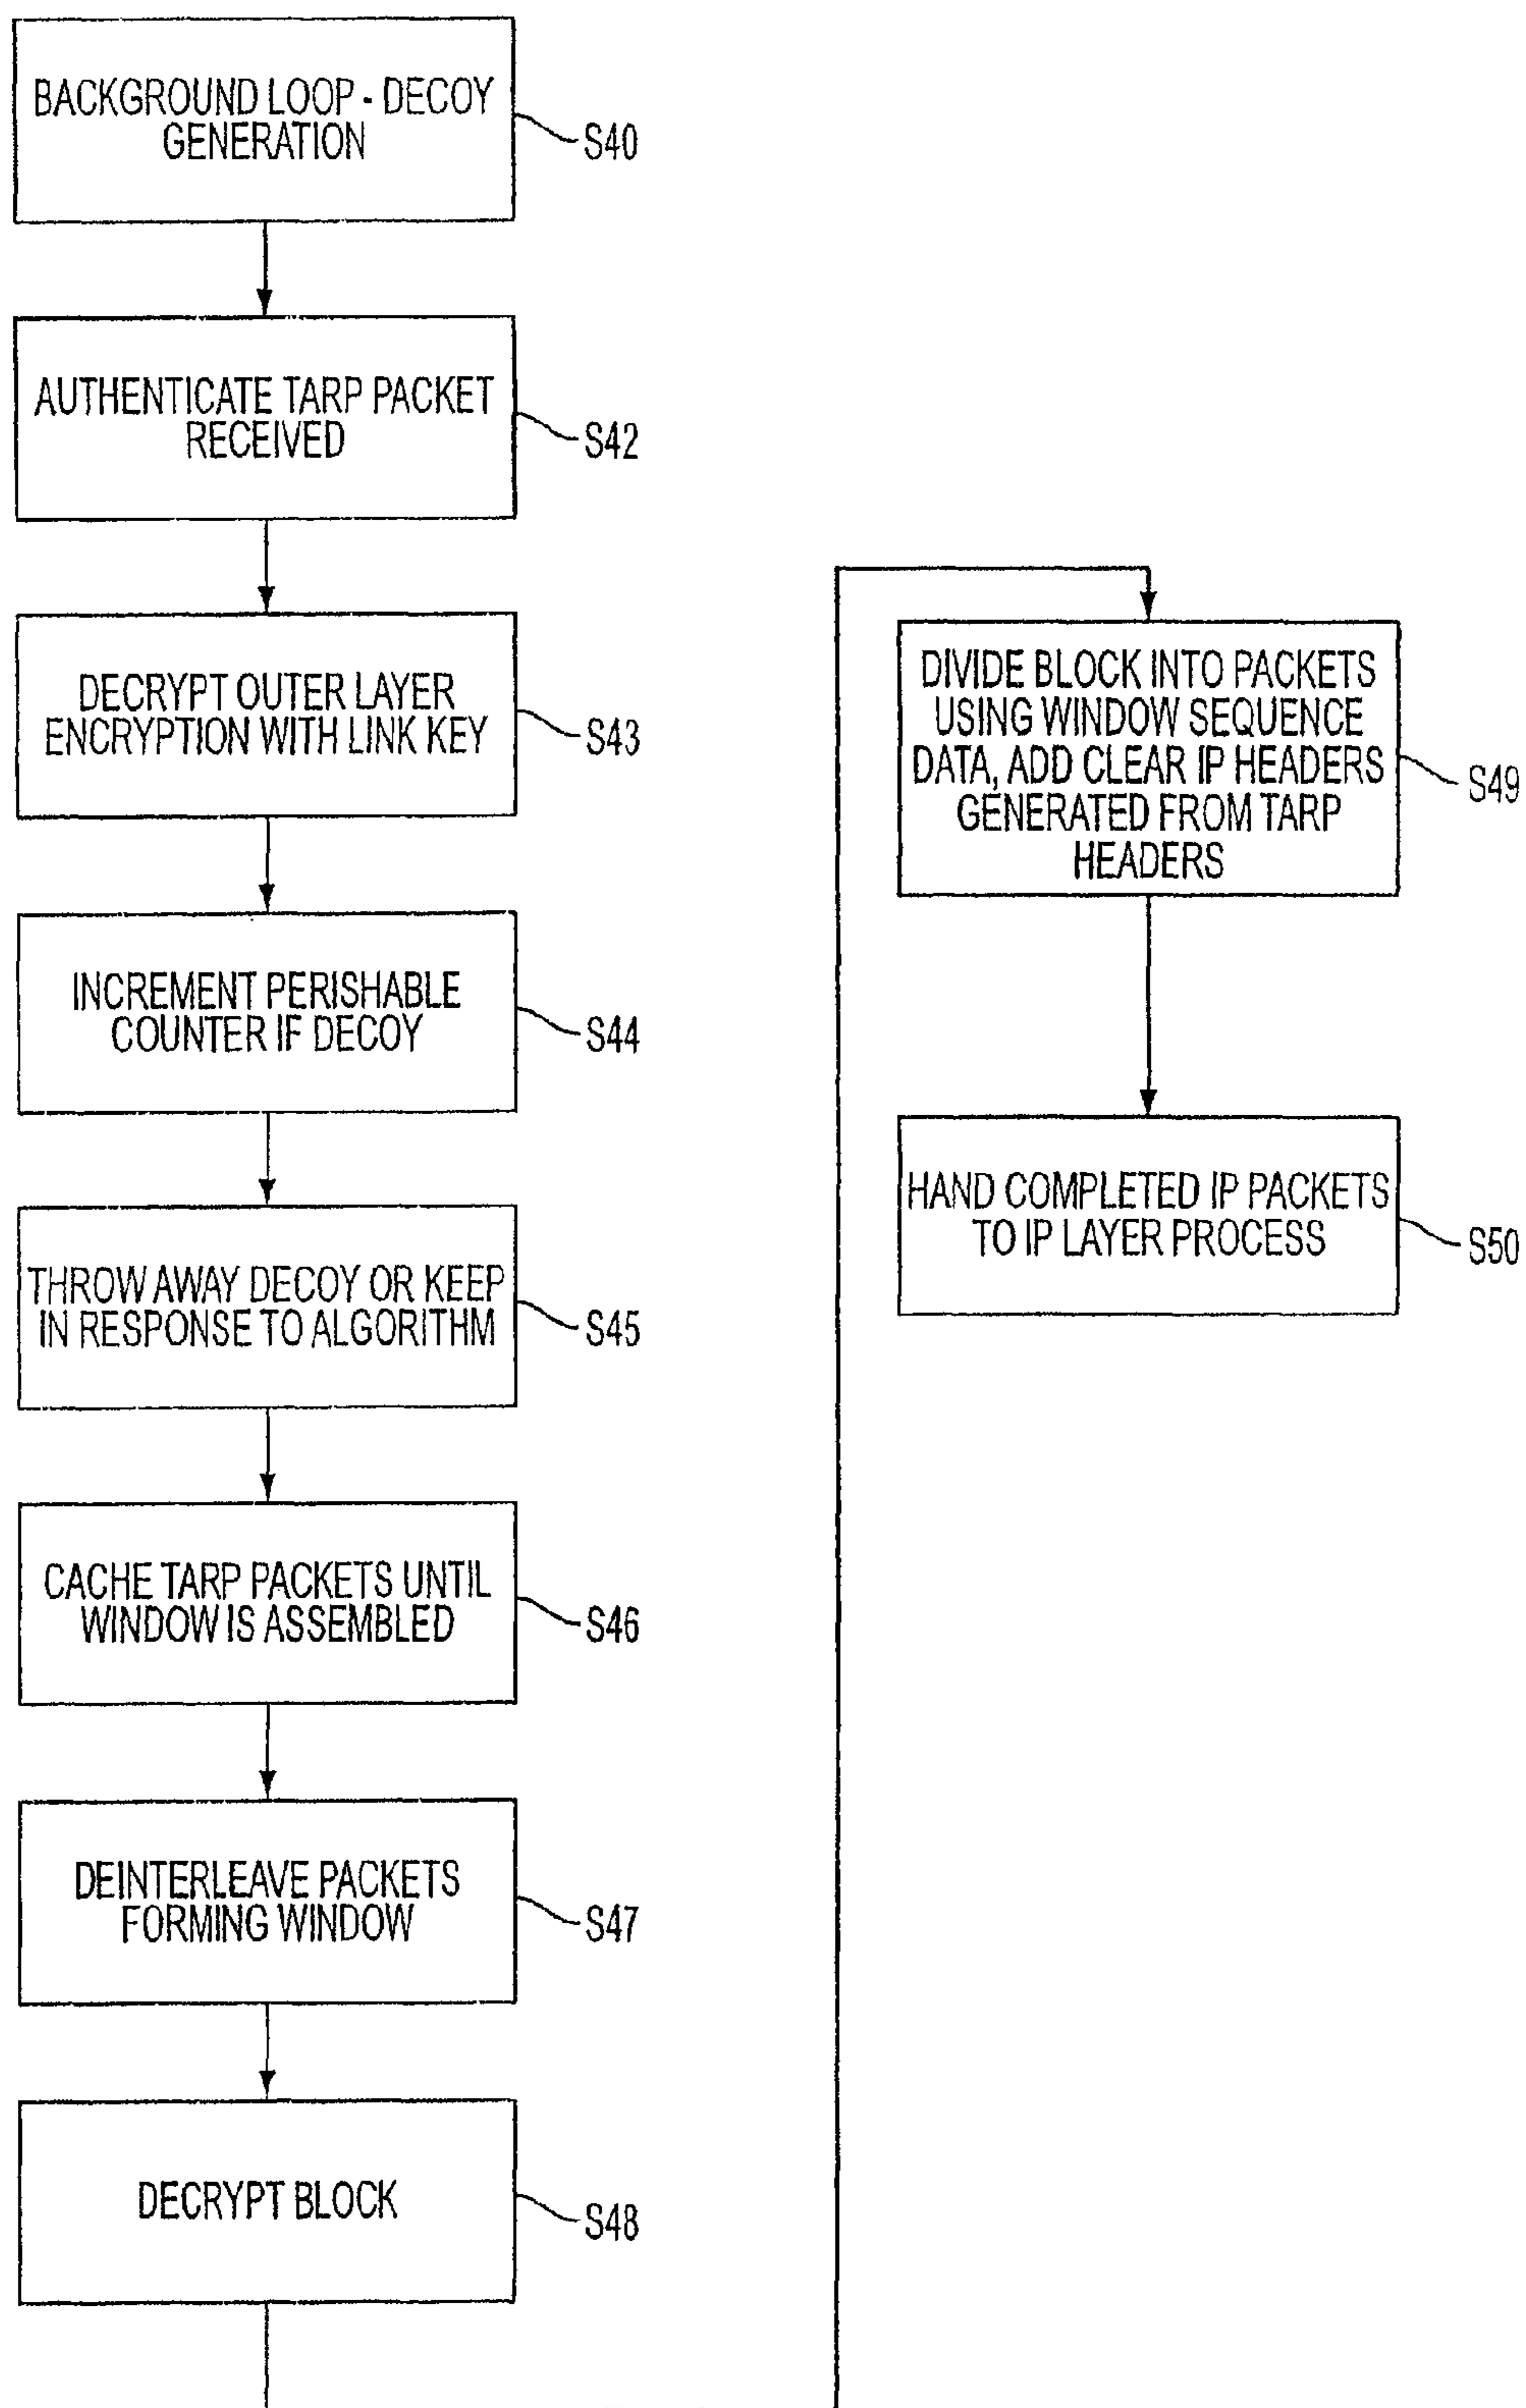 BACKGROUND LOOP - DECOY
GENERATION
S40
AUTHENTICATE TARP PACKET
RECEIVED
S42
DECRYPT OUTER LAYER
ENCRYPTION WITH LINK KEY
S43
INCREMENT PERISHABLE
COUNTER IF DECOY
S44
THROW AWAY DECOY OR KEEP
IN RESPONSE TO ALGORITHM
S45
CACHE TARP PACKETS UNTIL
WINDOW IS ASSEMBLED
S46
DEINTERLEAVE PACKETS
FORMING WINDOW
S47
DECRYPT BLOCK
S48
DIVIDE BLOCK INTO PACKETS
USING WINDOW SEQUENCE
DATA, ADD CLEAR IP HEADERS
GENERATED FROM TARP
HEADERS
S49
HAND COMPLETED IP PACKETS
TO IP LAYER PROCESS
S50